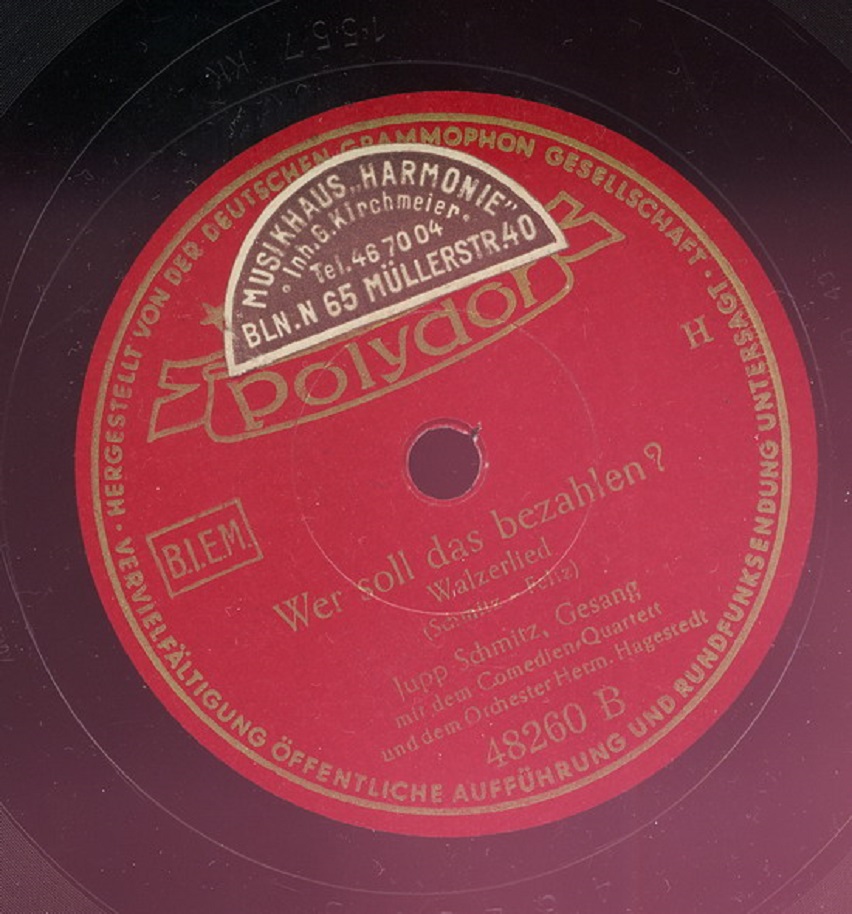 HERGESTELLT VON DER DEUTSCHEN GRAMMOPHON GESELLSCHAFT · VERVIELFÄLTIGUNG ÖFFENTLICHE AUFFÜHRUNG UND RUNDFUNKSENDUNG UNTERSAGT ·
MUSIKHAUS „HARMONIE”
Inh. G. Kirchmeier
Tel. 46 70 04
BLN. N 65 MÜLLERSTR. 40
Polydor
H
B.I.E.M.
Wer soll das bezahlen?
Walzerlied
(Schmitz - Feltz)
Jupp Schmitz, Gesang
mit dem Comedien-Quartett
und dem Orchester Herm. Hagestedt
48260 B